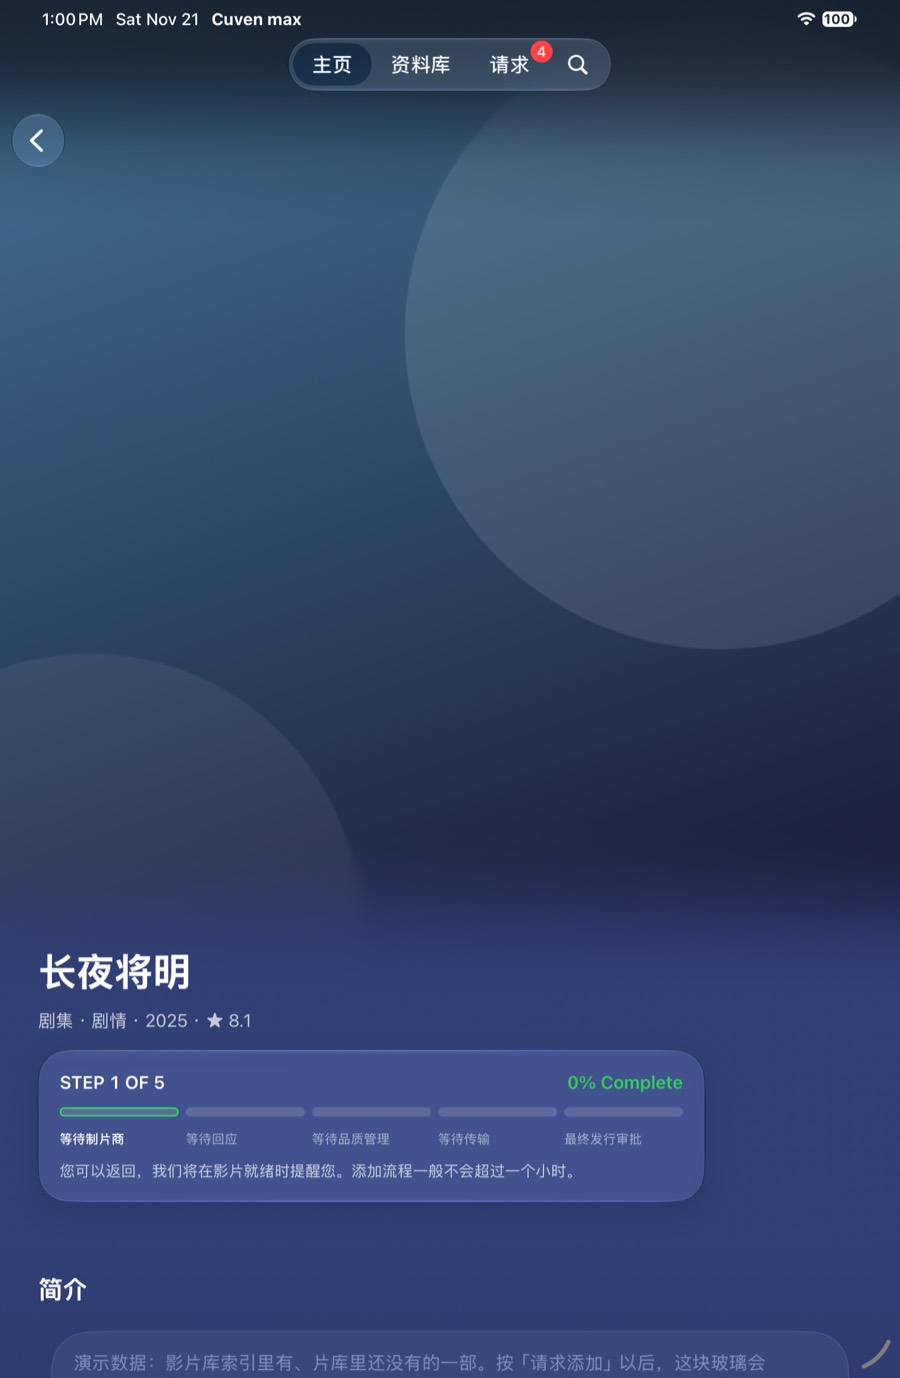 1:00 PM Sat Nov 21 Cuven max
100
主页 资料库 请求 4
长夜将明
剧集 · 剧情 · 2025 · ★ 8.1
STEP 1 OF 5 0% Complete
等待制片商 等待回应 等待品质管理 等待传输 最终发行审批
您可以返回，我们将在影片就绪时提醒您。添加流程一般不会超过一个小时。
简介
演示数据：影片库索引里有、片库里还没有的一部。按「请求添加」以后，这块玻璃会